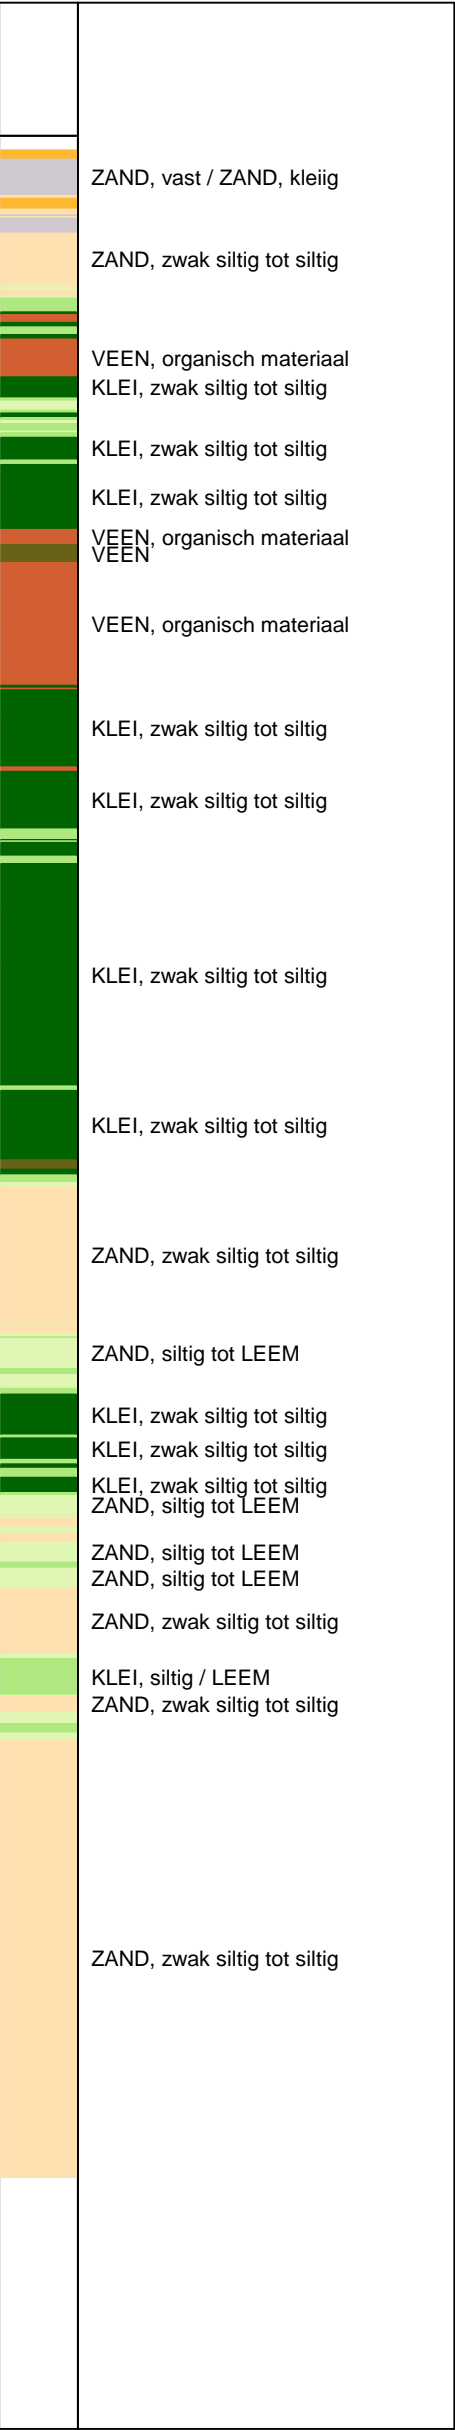 ZAND, vast / ZAND, kleiig
ZAND, zwak siltig tot siltig
VEEN, organisch materiaal
KLEI, zwak siltig tot siltig
KLEI, zwak siltig tot siltig
KLEI, zwak siltig tot siltig
VEEN, organisch materiaal
VEEN
VEEN, organisch materiaal
KLEI, zwak siltig tot siltig
KLEI, zwak siltig tot siltig
KLEI, zwak siltig tot siltig
KLEI, zwak siltig tot siltig
ZAND, zwak siltig tot siltig
ZAND, siltig tot LEEM
KLEI, zwak siltig tot siltig
KLEI, zwak siltig tot siltig
KLEI, zwak siltig tot siltig
ZAND, siltig tot LEEM
ZAND, siltig tot LEEM
ZAND, siltig tot LEEM
ZAND, zwak siltig tot siltig
KLEI, siltig / LEEM
ZAND, zwak siltig tot siltig
ZAND, zwak siltig tot siltig